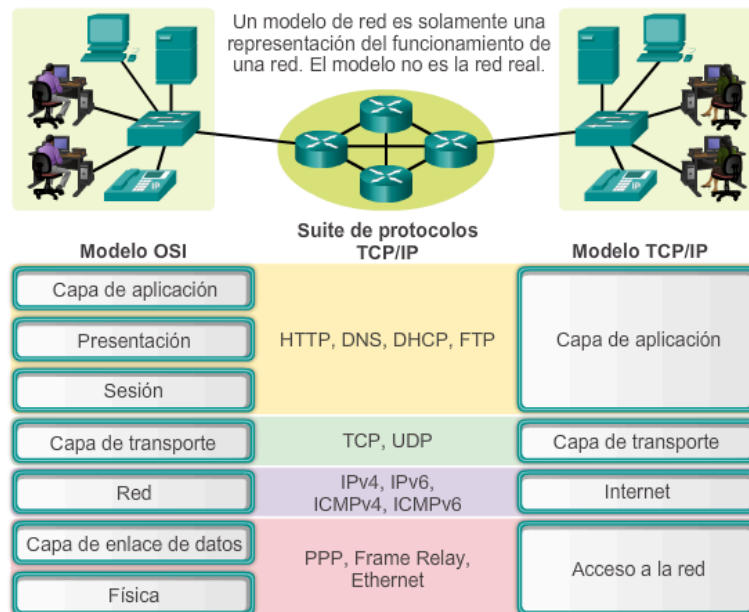 Un modelo de red es solamente una
representación del funcionamiento de
una red. El modelo no es la red real.
IP
IP
Modelo OSI
Suite de protocolos
TCP/IP
Modelo TCP/IP
Capa de aplicación
Presentación
Sesión
HTTP, DNS, DHCP, FTP
Capa de aplicación
Capa de transporte
TCP, UDP
Capa de transporte
Red
IPv4, IPv6,
ICMPv4, ICMPv6
Internet
Capa de enlace de datos
Física
PPP, Frame Relay,
Ethernet
Acceso a la red